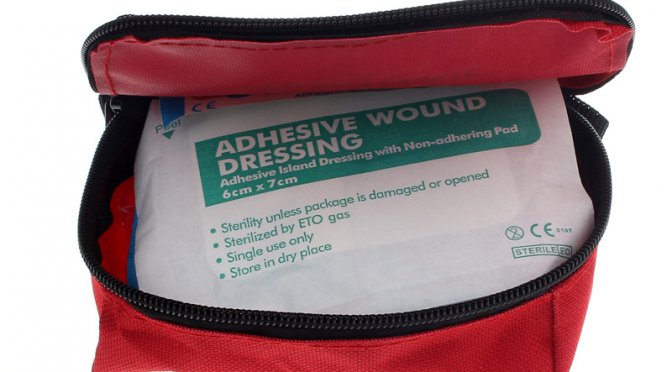 Peel
CE
ADHESIVE WOUND
DRESSING
Adhesive Island Dressing with Non-adhering Pad
6cm x 7cm
• Sterility unless package is damaged or opened
• Sterilized by ETO gas
• Single use only
• Store in dry place
CE 0197
STERILE EO